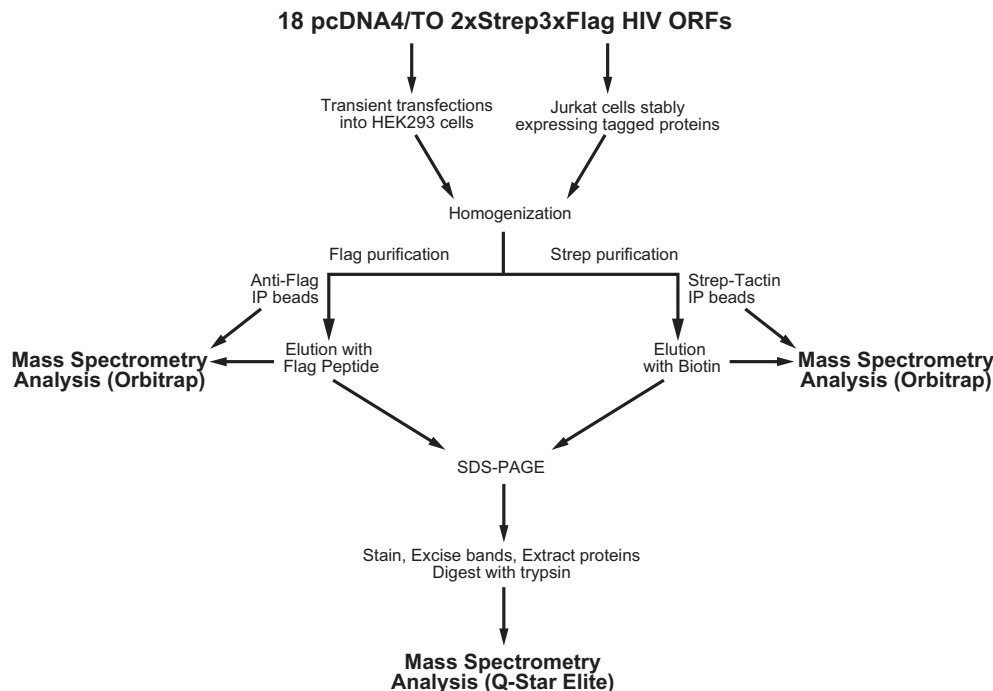 18 pcDNA4/TO 2xStrep3xFlag HIV ORFs
Transient transfections
into HEK293 cells
Jurkat cells stably
expressing tagged proteins
Homogenization
Flag purification
Strep purification
Anti-Flag
IP beads
Strep-Tactin
IP beads
Mass Spectrometry
Analysis (Orbitrap)
Elution with
Flag Peptide
Elution
with Biotin
Mass Spectrometry
Analysis (Orbitrap)
SDS-PAGE
Stain, Excise bands, Extract proteins
Digest with trypsin
Mass Spectrometry
Analysis (Q-Star Elite)